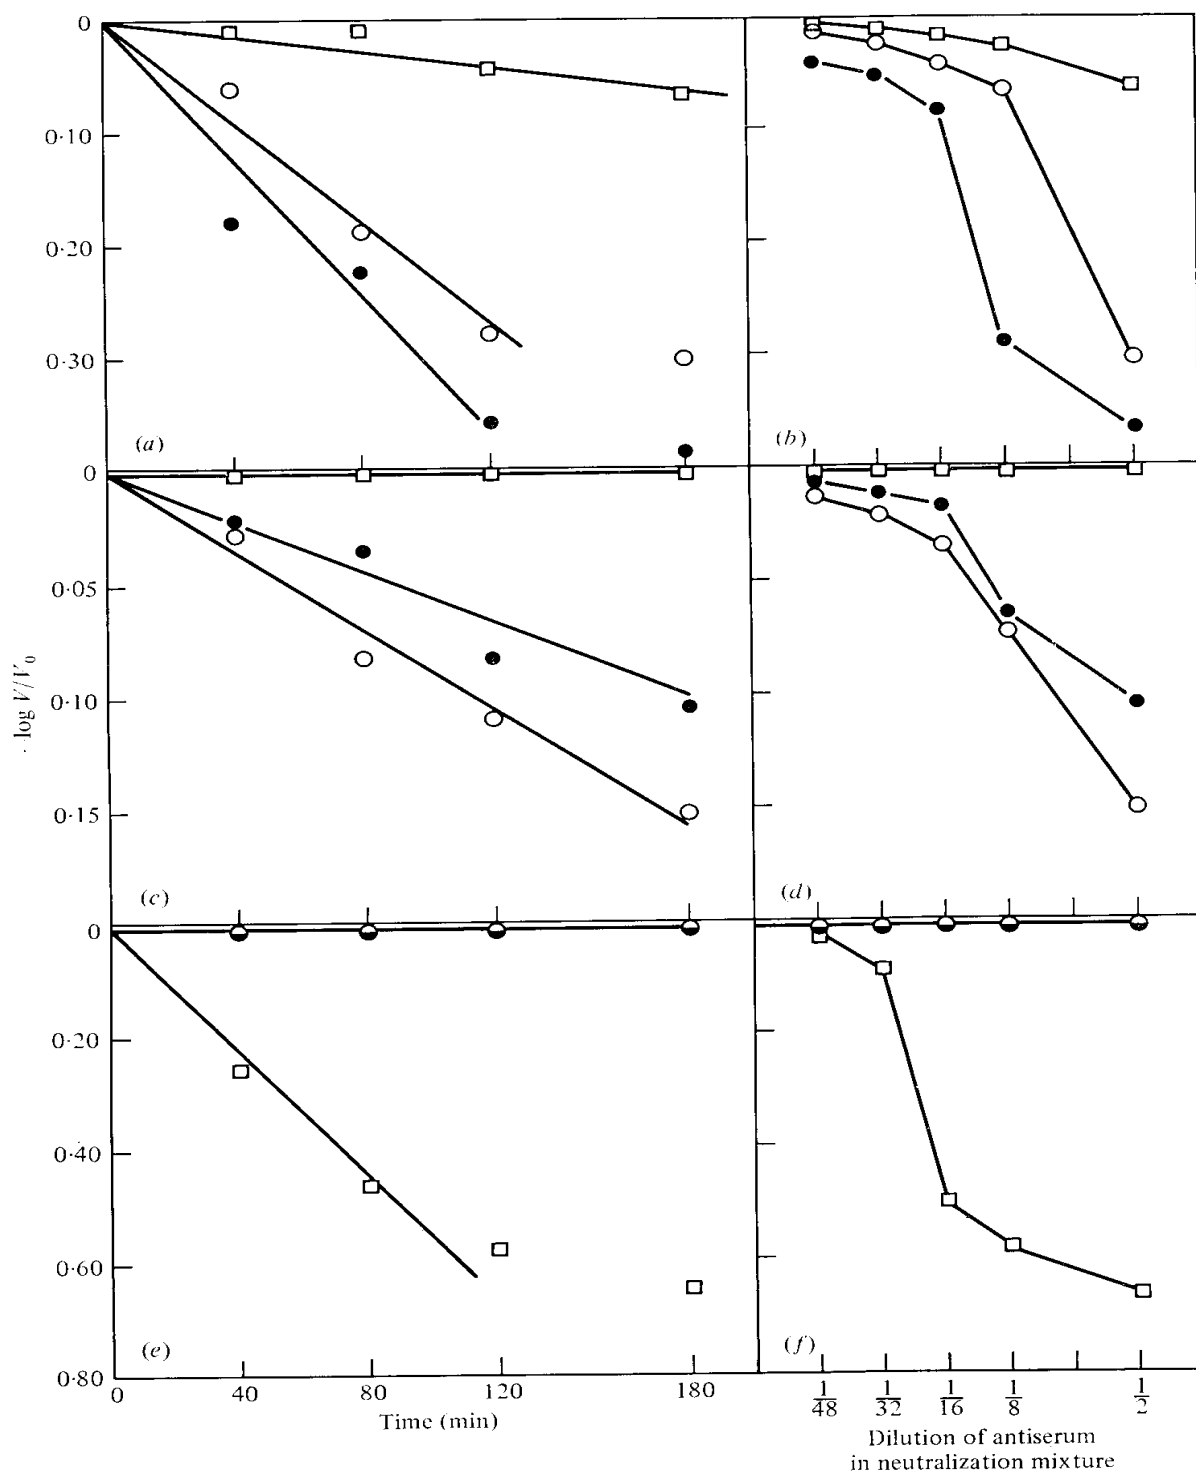 0
0·10
0·20
0·30
(a)
(b)
0
0·05
0·10
0·15
(c)
(d)
log V/V₀
0
0·20
0·40
0·60
0·80
(e)
(f)
0 40 80 120 180
Time (min)
1/48 1/32 1/16 1/8 1/2
Dilution of antiserum
in neutralization mixture